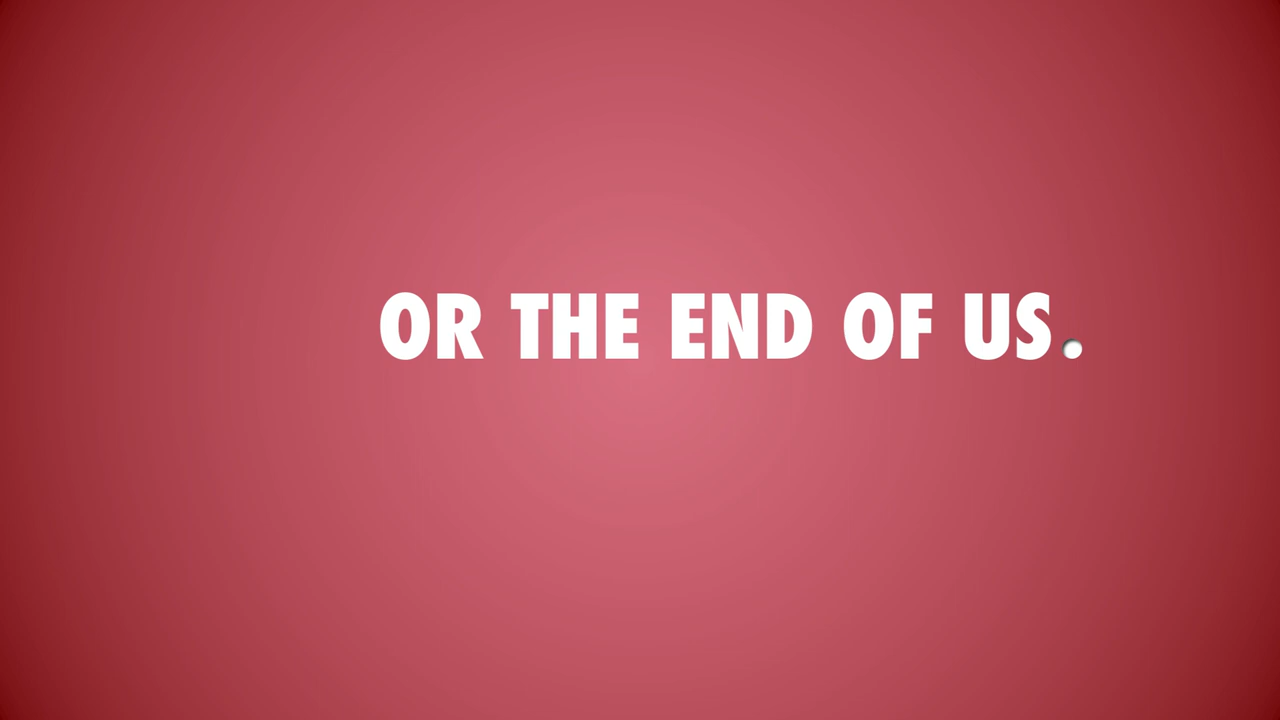 OR THE END OF US.